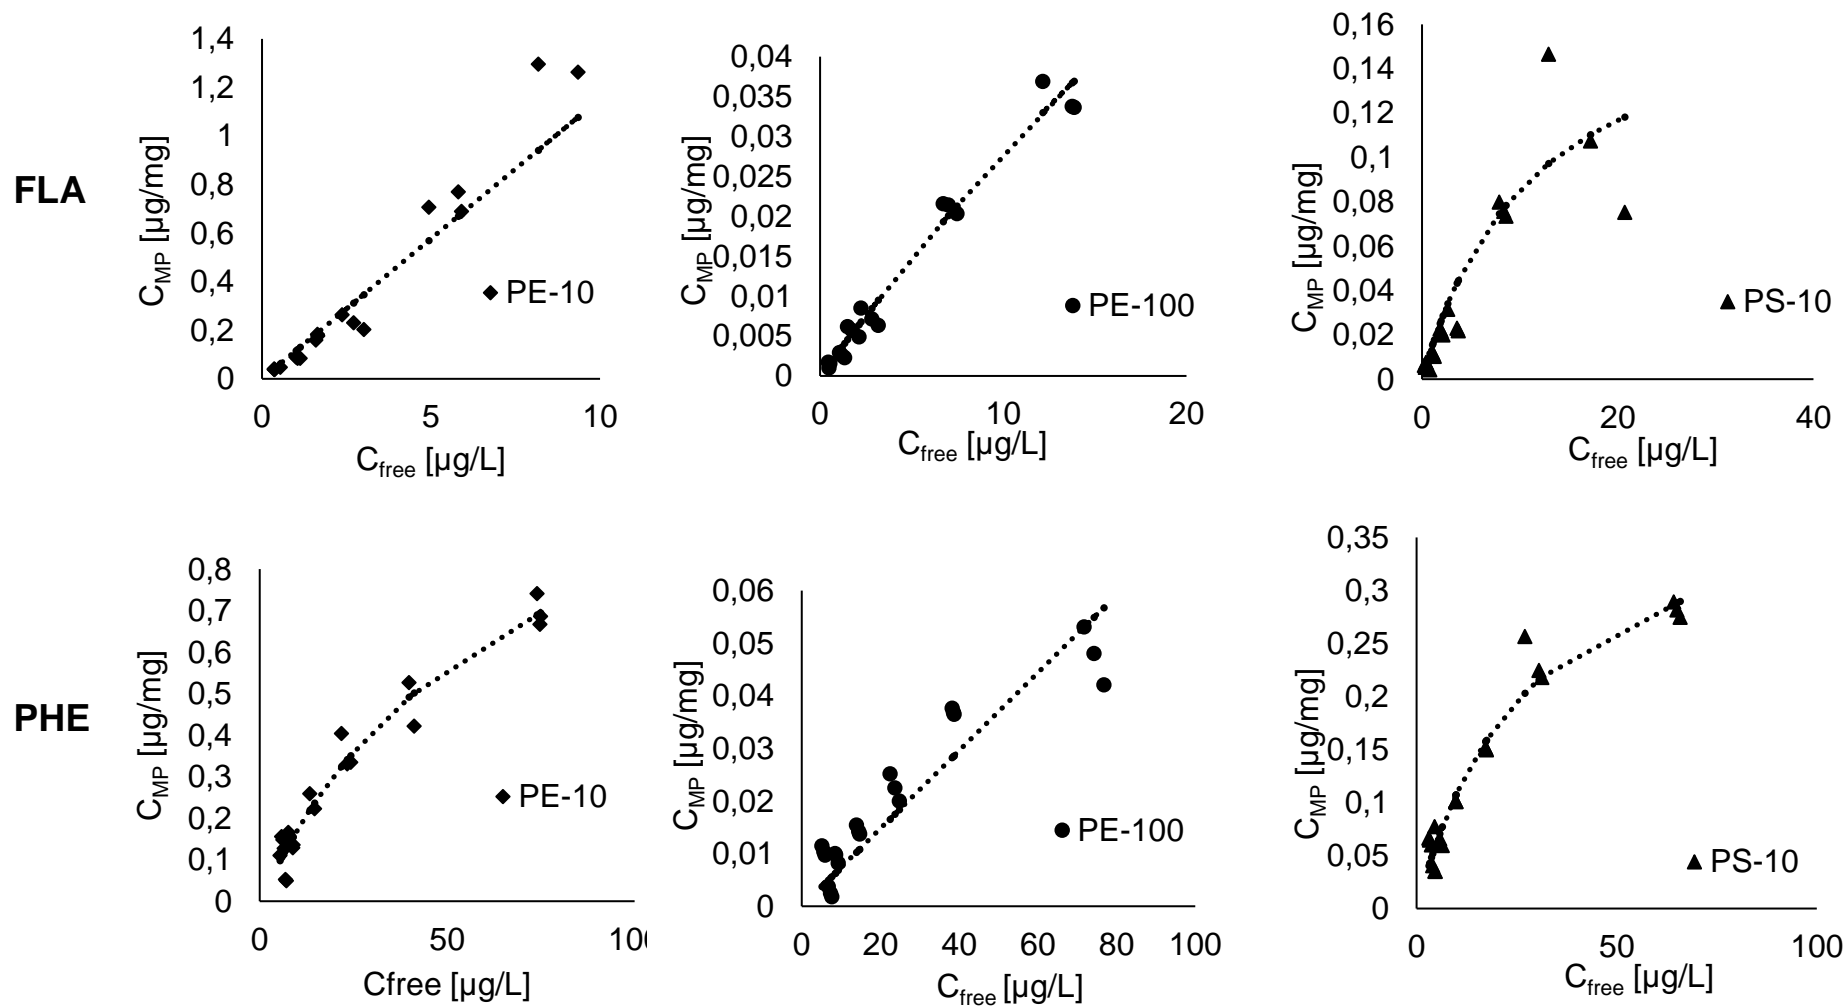 FLA
C_MP [µg/mg]
1,4
1,2
1
0,8
0,6
0,4
0,2
0
0 5 10
C_free [µg/L]
PE-10
C_MP [µg/mg]
0,04
0,035
0,03
0,025
0,02
0,015
0,01
0,005
0
0 10 20
C_free [µg/L]
PE-100
C_MP [µg/mg]
0,16
0,14
0,12
0,1
0,08
0,06
0,04
0,02
0
0 20 40
C_free [µg/L]
PS-10
PHE
C_MP [µg/mg]
0,8
0,7
0,6
0,5
0,4
0,3
0,2
0,1
0
0 50 10
Cfree [µg/L]
PE-10
C_MP [µg/mg]
0,06
0,05
0,04
0,03
0,02
0,01
0
0 20 40 60 80 100
C_free [µg/L]
PE-100
C_MP [µg/mg]
0,35
0,3
0,25
0,2
0,15
0,1
0,05
0
0 50 100
C_free [µg/L]
PS-10